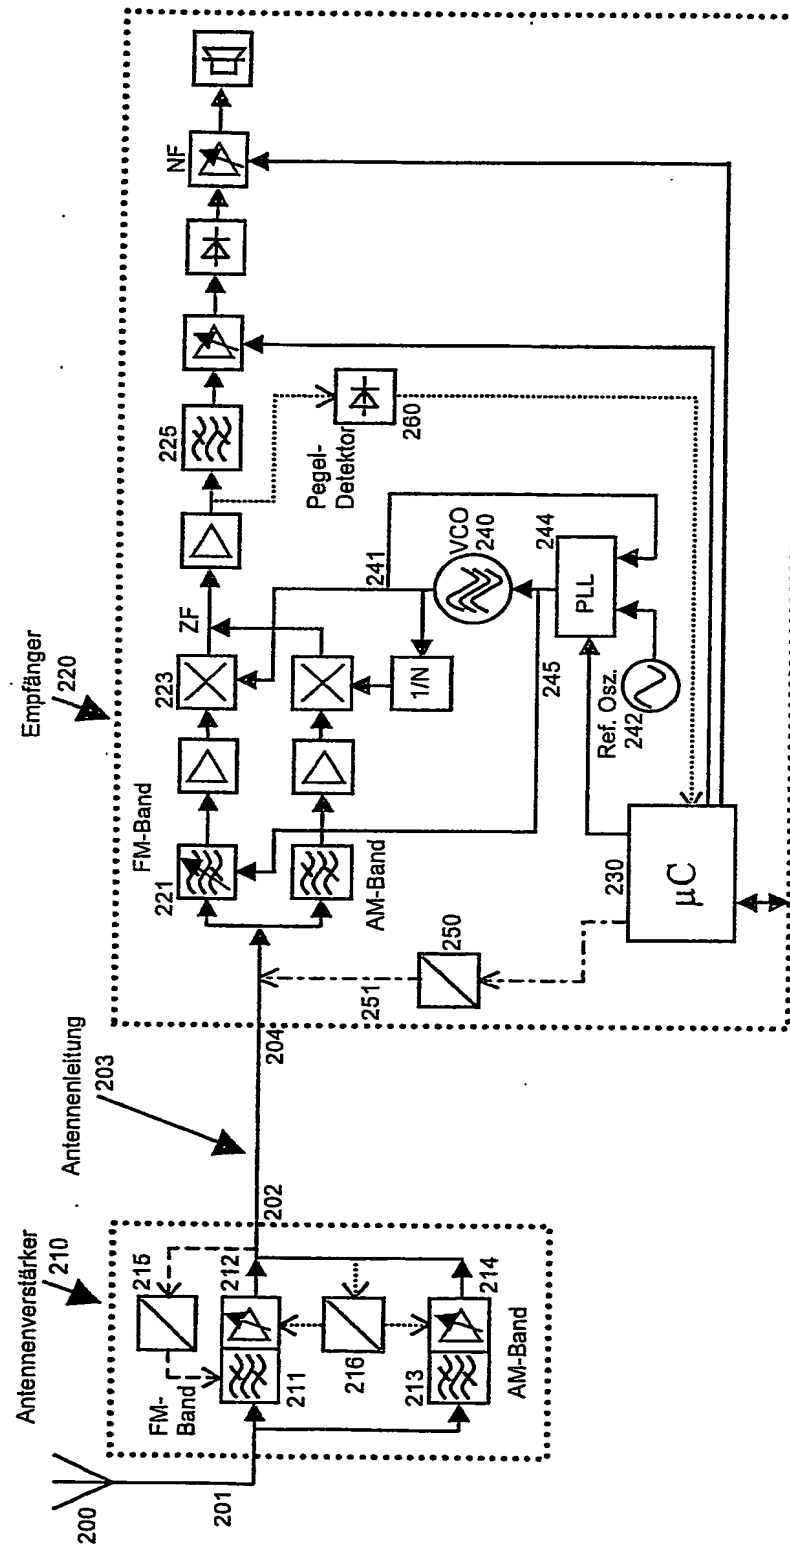 200
201
Antennenverstärker
210
215
FM-
Band
212
211
216
213
214
AM-Band
202
Antennenleitung
203
204
Empfänger
220
FM-Band
221
AM-Band
223
ZF
225
NF
Pegel-
Detektor
260
241
VCO
240
1/N
244
PLL
245
Ref. Osz.
242
250
251
230
µC